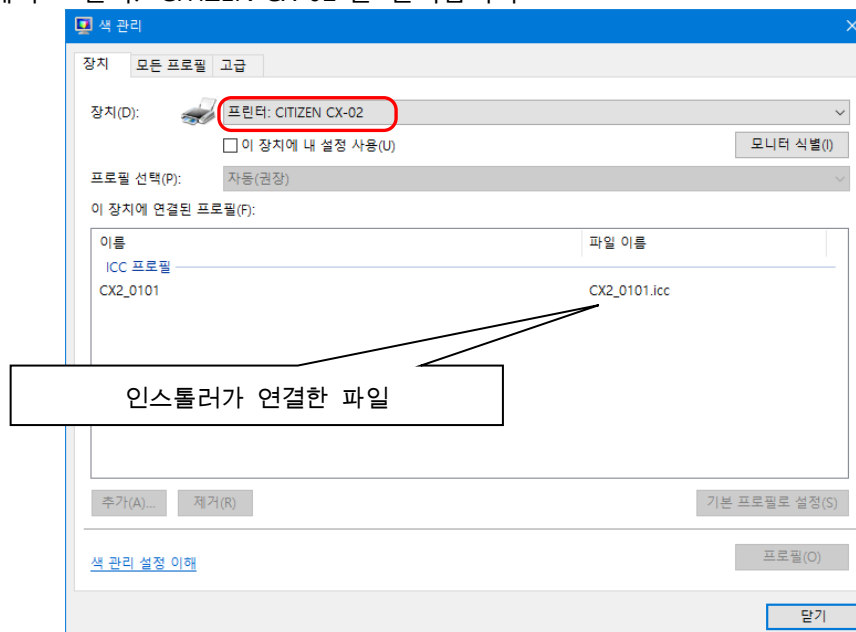 색 관리
장치 모든 프로필 고급
장치(D): 프린터: CITIZEN CX-02
이 장치에 내 설정 사용(U) 모니터 식별(I)
프로필 선택(P): 자동(권장)
이 장치에 연결된 프로필(F):
이름 파일 이름
ICC 프로필
CX2_0101 CX2_0101.icc
인스톨러가 연결한 파일
추가(A)... 제거(R) 기본 프로필로 설정(S)
색 관리 설정 이해 프로필(O)
닫기